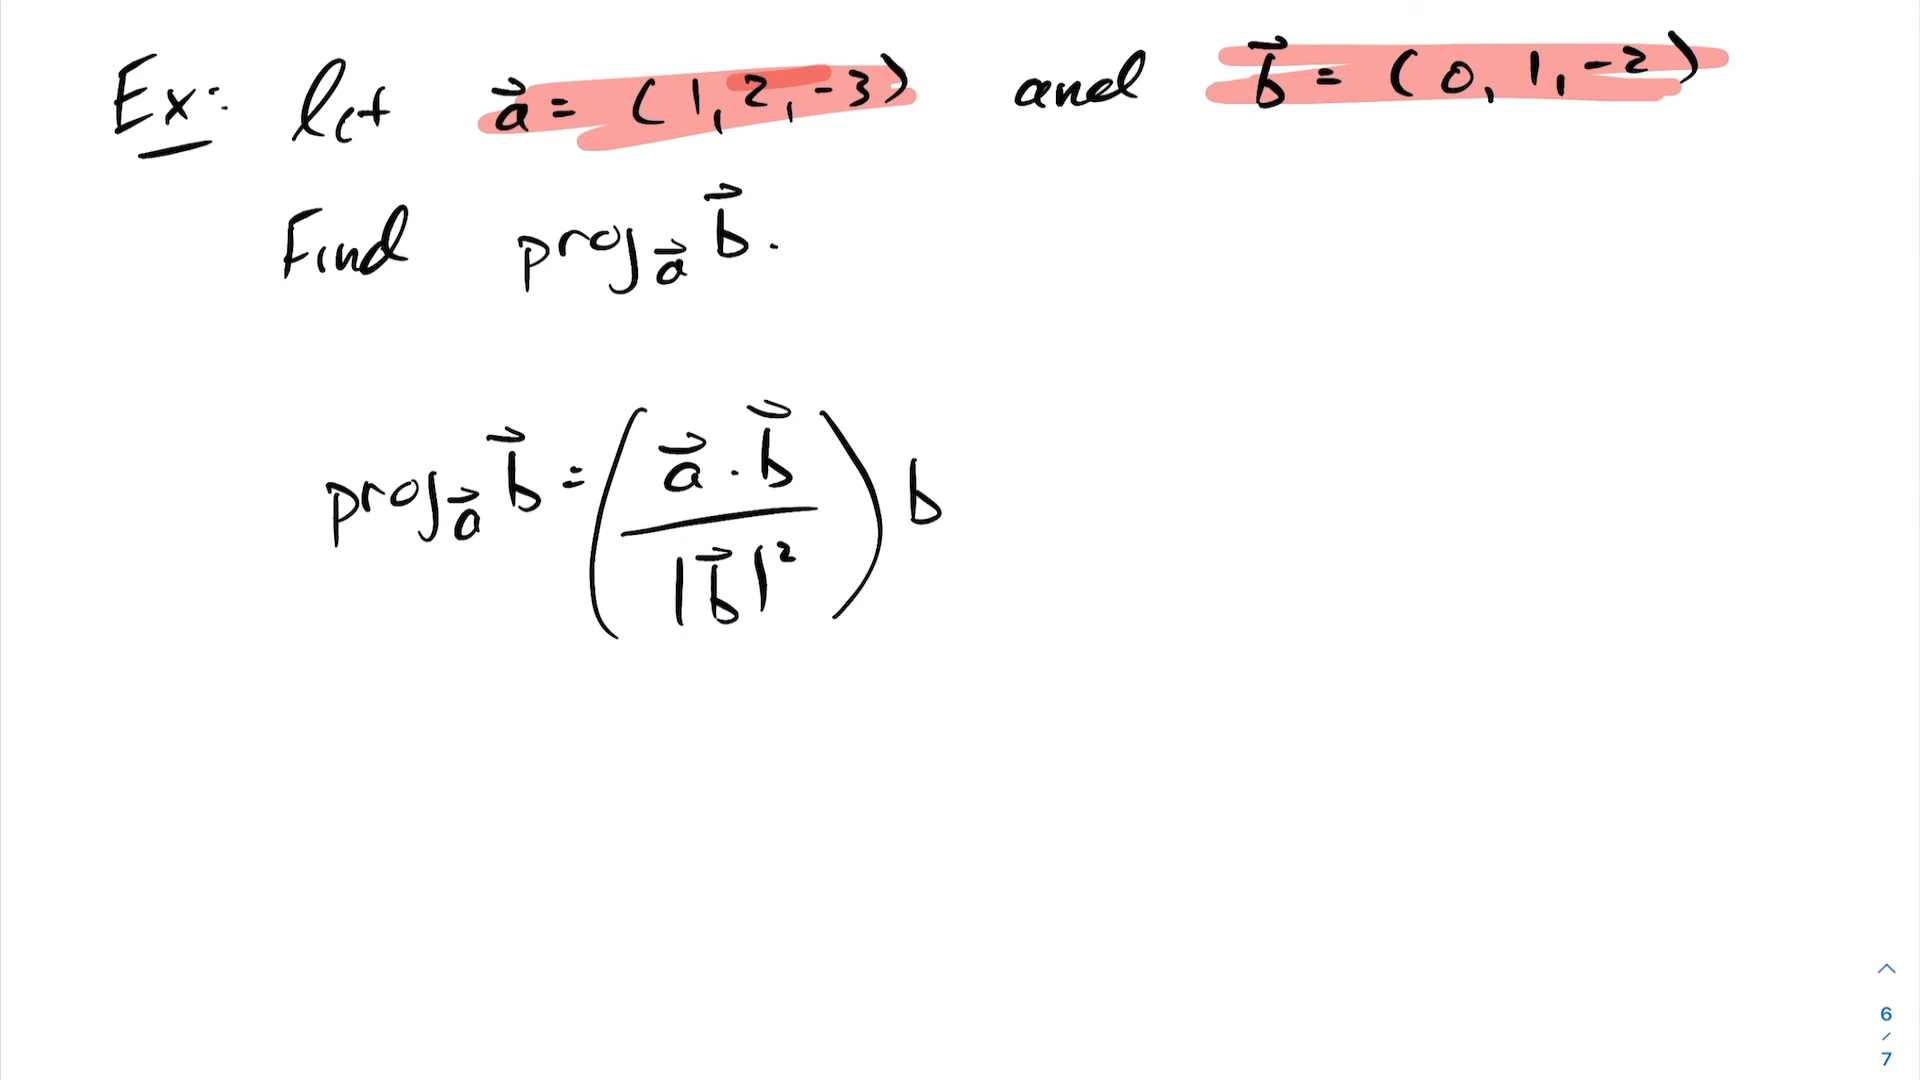 Ex: let a⃗ = (1, 2, -3) and b⃗ = (0, 1, -2)
Find proj_a⃗ b⃗.
proj_a⃗ b⃗ = (a⃗ · b⃗ / |b⃗|²) b
6
/
7